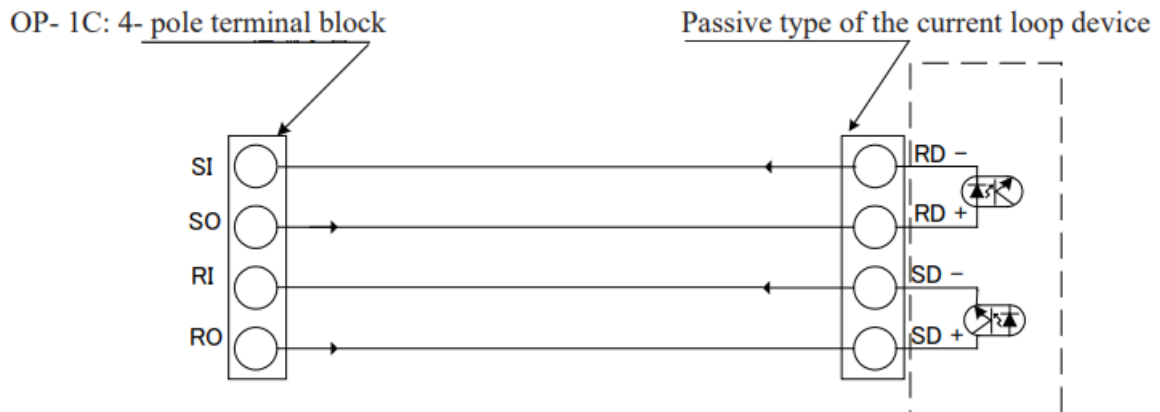 OP- 1C: 4- pole terminal block
Passive type of the current loop device
SI
RD -
SO
RD +
RI
SD -
RO
SD +